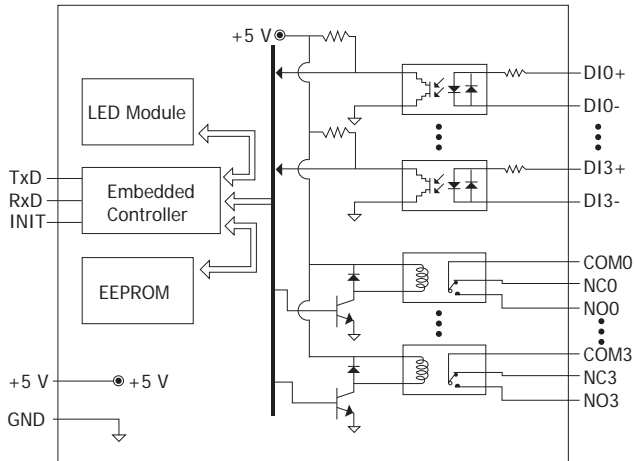 +5 V
LED Module
DI0+
DI0-
TxD
RxD
INIT
Embedded
Controller
DI3+
DI3-
EEPROM
COM0
NC0
NO0
COM3
NC3
NO3
+5 V
+5 V
GND